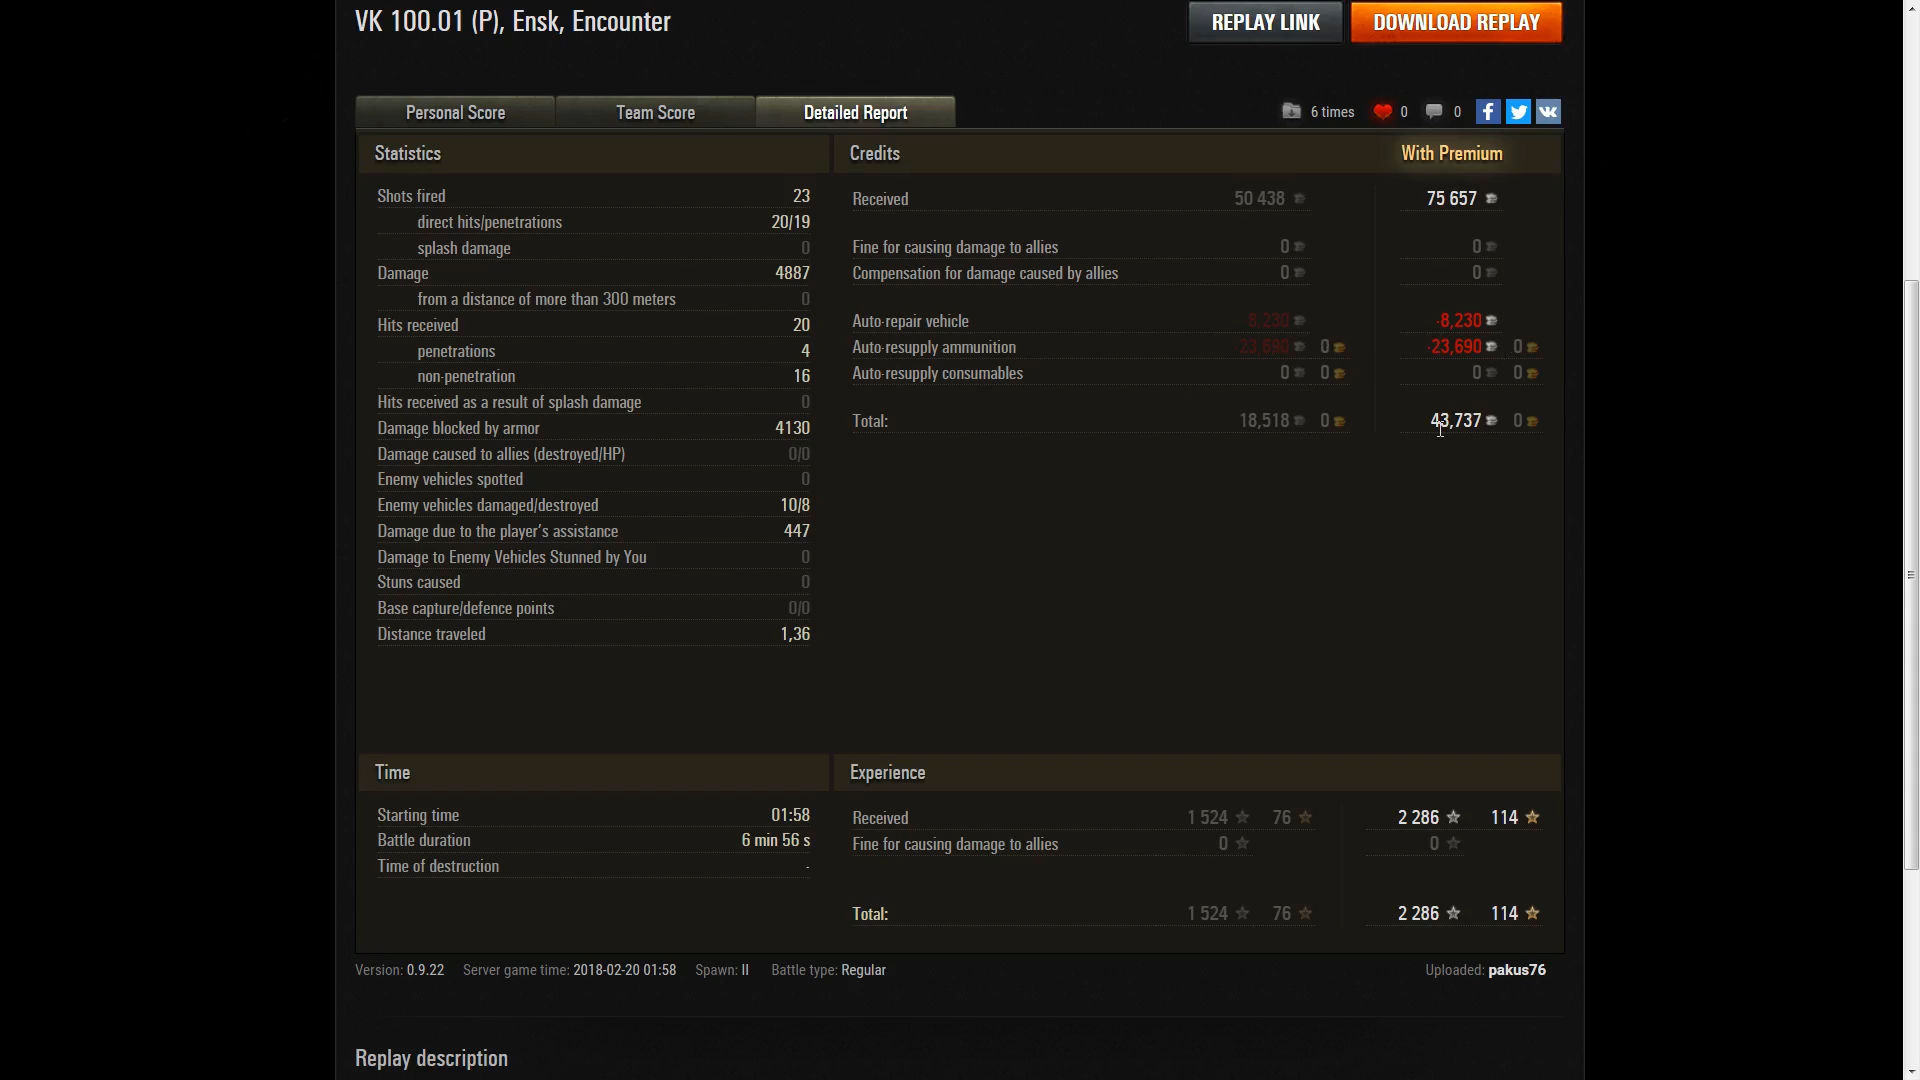 VK 100.01 (P), Ensk, Encounter
REPLAY LINK
DOWNLOAD REPLAY
Personal Score
Team Score
Detailed Report
6 times 0 0
Statistics
Shots fired 23
direct hits/penetrations 20/19
splash damage 0
Damage 4887
from a distance of more than 300 meters 0
Hits received 20
penetrations 4
non-penetration 16
Hits received as a result of splash damage 0
Damage blocked by armor 4130
Damage caused to allies (destroyed/HP) 0/0
Enemy vehicles spotted 0
Enemy vehicles damaged/destroyed 10/8
Damage due to the player's assistance 447
Damage to Enemy Vehicles Stunned by You 0
Stuns caused 0
Base capture/defence points 0/0
Distance traveled 1,36
Credits With Premium
Received 50 438 75 657
Fine for causing damage to allies 0 0
Compensation for damage caused by allies 0 0
Auto-repair vehicle -8,230 -8,230
Auto-resupply ammunition -23,690 0 -23,690 0
Auto-resupply consumables 0 0 0 0
Total: 18,518 0 43,737 0
Time
Starting time 01:58
Battle duration 6 min 56 s
Time of destruction -
Experience
Received 1 524 76 2 286 114
Fine for causing damage to allies 0 0
Total: 1 524 76 2 286 114
Version: 0.9.22 Server game time: 2018-02-20 01:58 Spawn: II Battle type: Regular
Uploaded: pakus76
Replay description